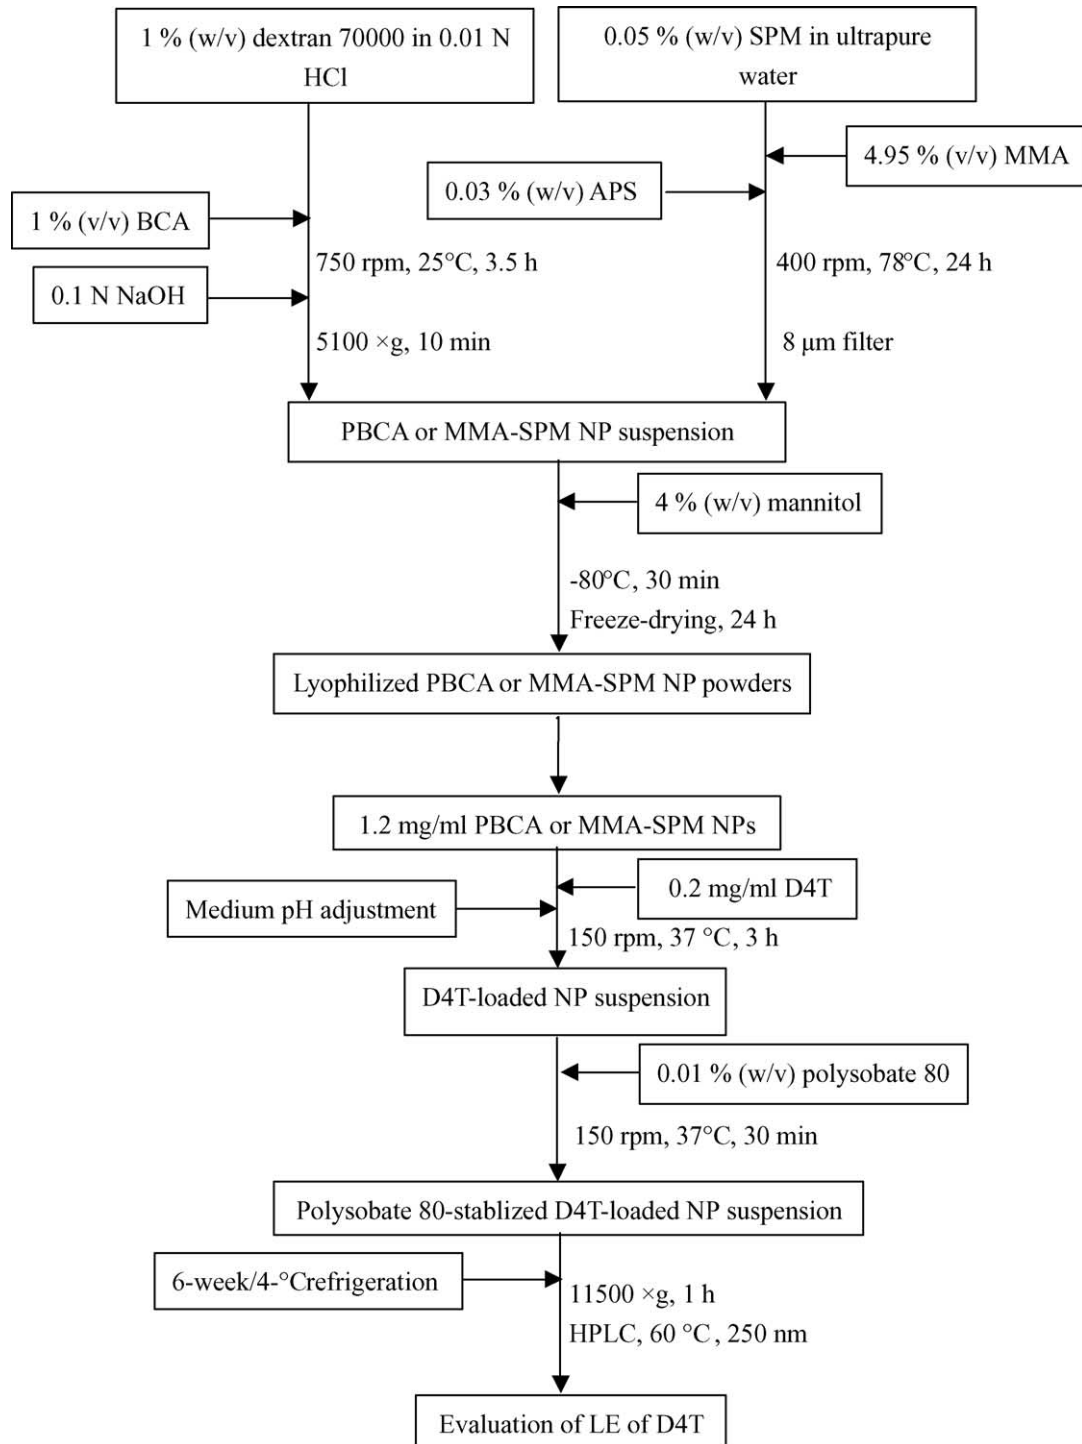 1 % (w/v) dextran 70000 in 0.01 N
HCl
0.05 % (w/v) SPM in ultrapure
water
4.95 % (v/v) MMA
0.03 % (w/v) APS
1 % (v/v) BCA
750 rpm, 25°C, 3.5 h
400 rpm, 78°C, 24 h
0.1 N NaOH
5100 ×g, 10 min
8 μm filter
PBCA or MMA-SPM NP suspension
4 % (w/v) mannitol
-80°C, 30 min
Freeze-drying, 24 h
Lyophilized PBCA or MMA-SPM NP powders
1.2 mg/ml PBCA or MMA-SPM NPs
0.2 mg/ml D4T
Medium pH adjustment
150 rpm, 37 °C, 3 h
D4T-loaded NP suspension
0.01 % (w/v) polysobate 80
150 rpm, 37°C, 30 min
Polysobate 80-stablized D4T-loaded NP suspension
6-week/4-°Crefrigeration
11500 ×g, 1 h
HPLC, 60 °C, 250 nm
Evaluation of LE of D4T